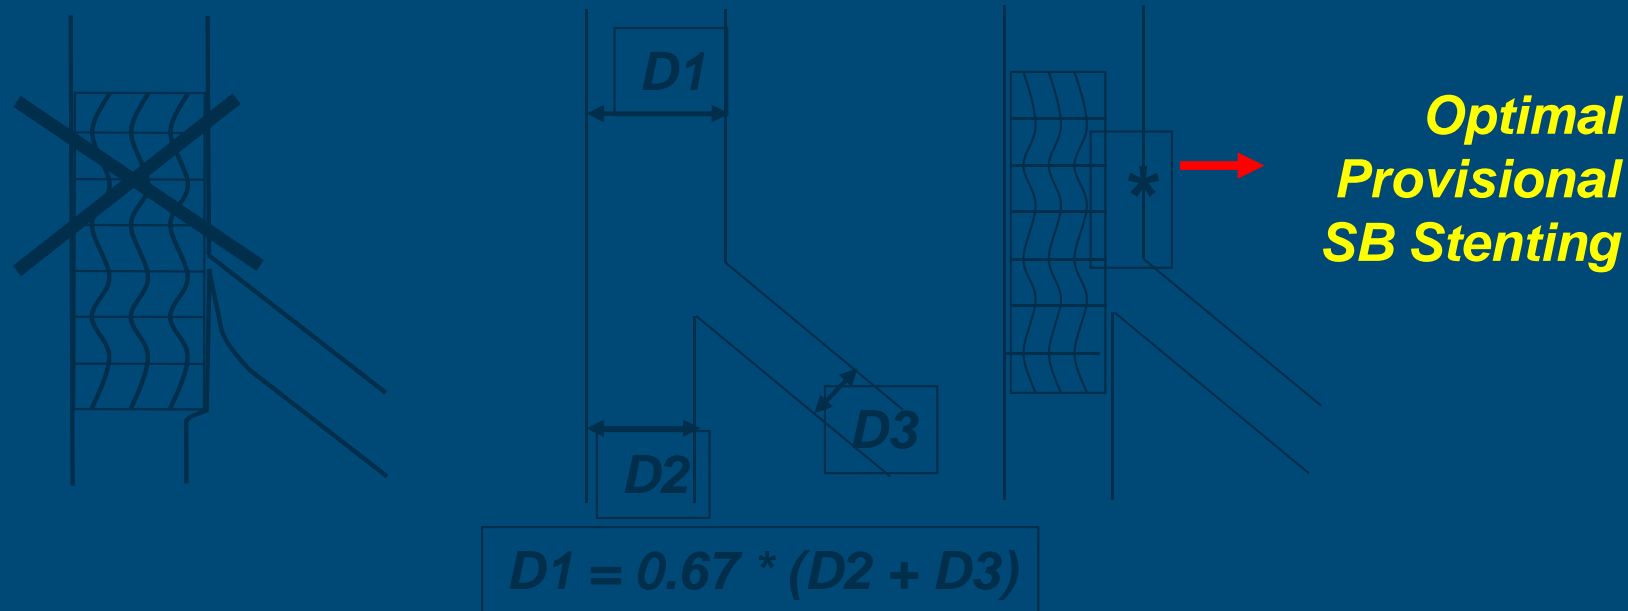 D1
*
Optimal
Provisional
SB Stenting
D3
D2
D1 = 0.67 * (D2 + D3)